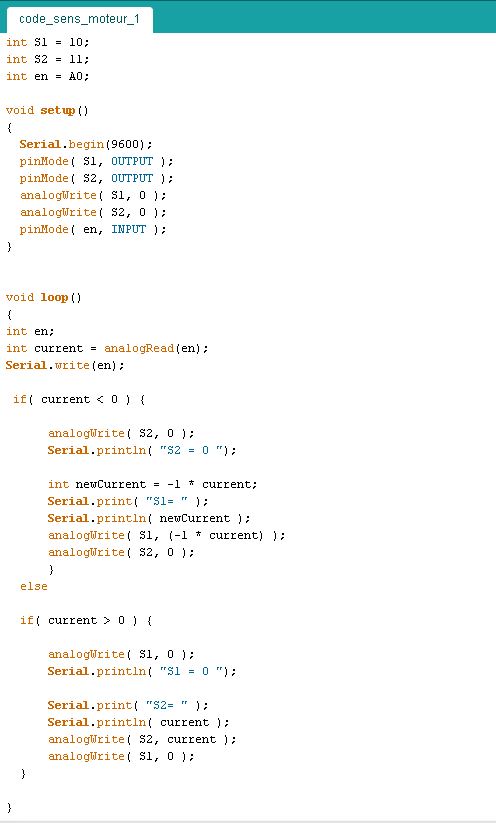 code_sens_moteur_1
int S1 = 10;
int S2 = 11;
int en = A0;
void setup()
{
Serial.begin(9600);
pinMode( S1, OUTPUT );
pinMode( S2, OUTPUT );
analogWrite( S1, 0 );
analogWrite( S2, 0 );
pinMode( en, INPUT );
}
void loop()
{
int en;
int current = analogRead(en);
Serial.write(en);
if( current < 0 ) {
analogWrite( S2, 0 );
Serial.println( "S2 = 0 ");
int newCurrent = -1 * current;
Serial.print( "S1= " );
Serial.println( newCurrent );
analogWrite( S1, (-1 * current) );
analogWrite( S2, 0 );
}
else
if( current > 0 ) {
analogWrite( S1, 0 );
Serial.println( "S1 = 0 ");
Serial.print( "S2= " );
Serial.println( current );
analogWrite( S2, current );
analogWrite( S1, 0 );
}
}